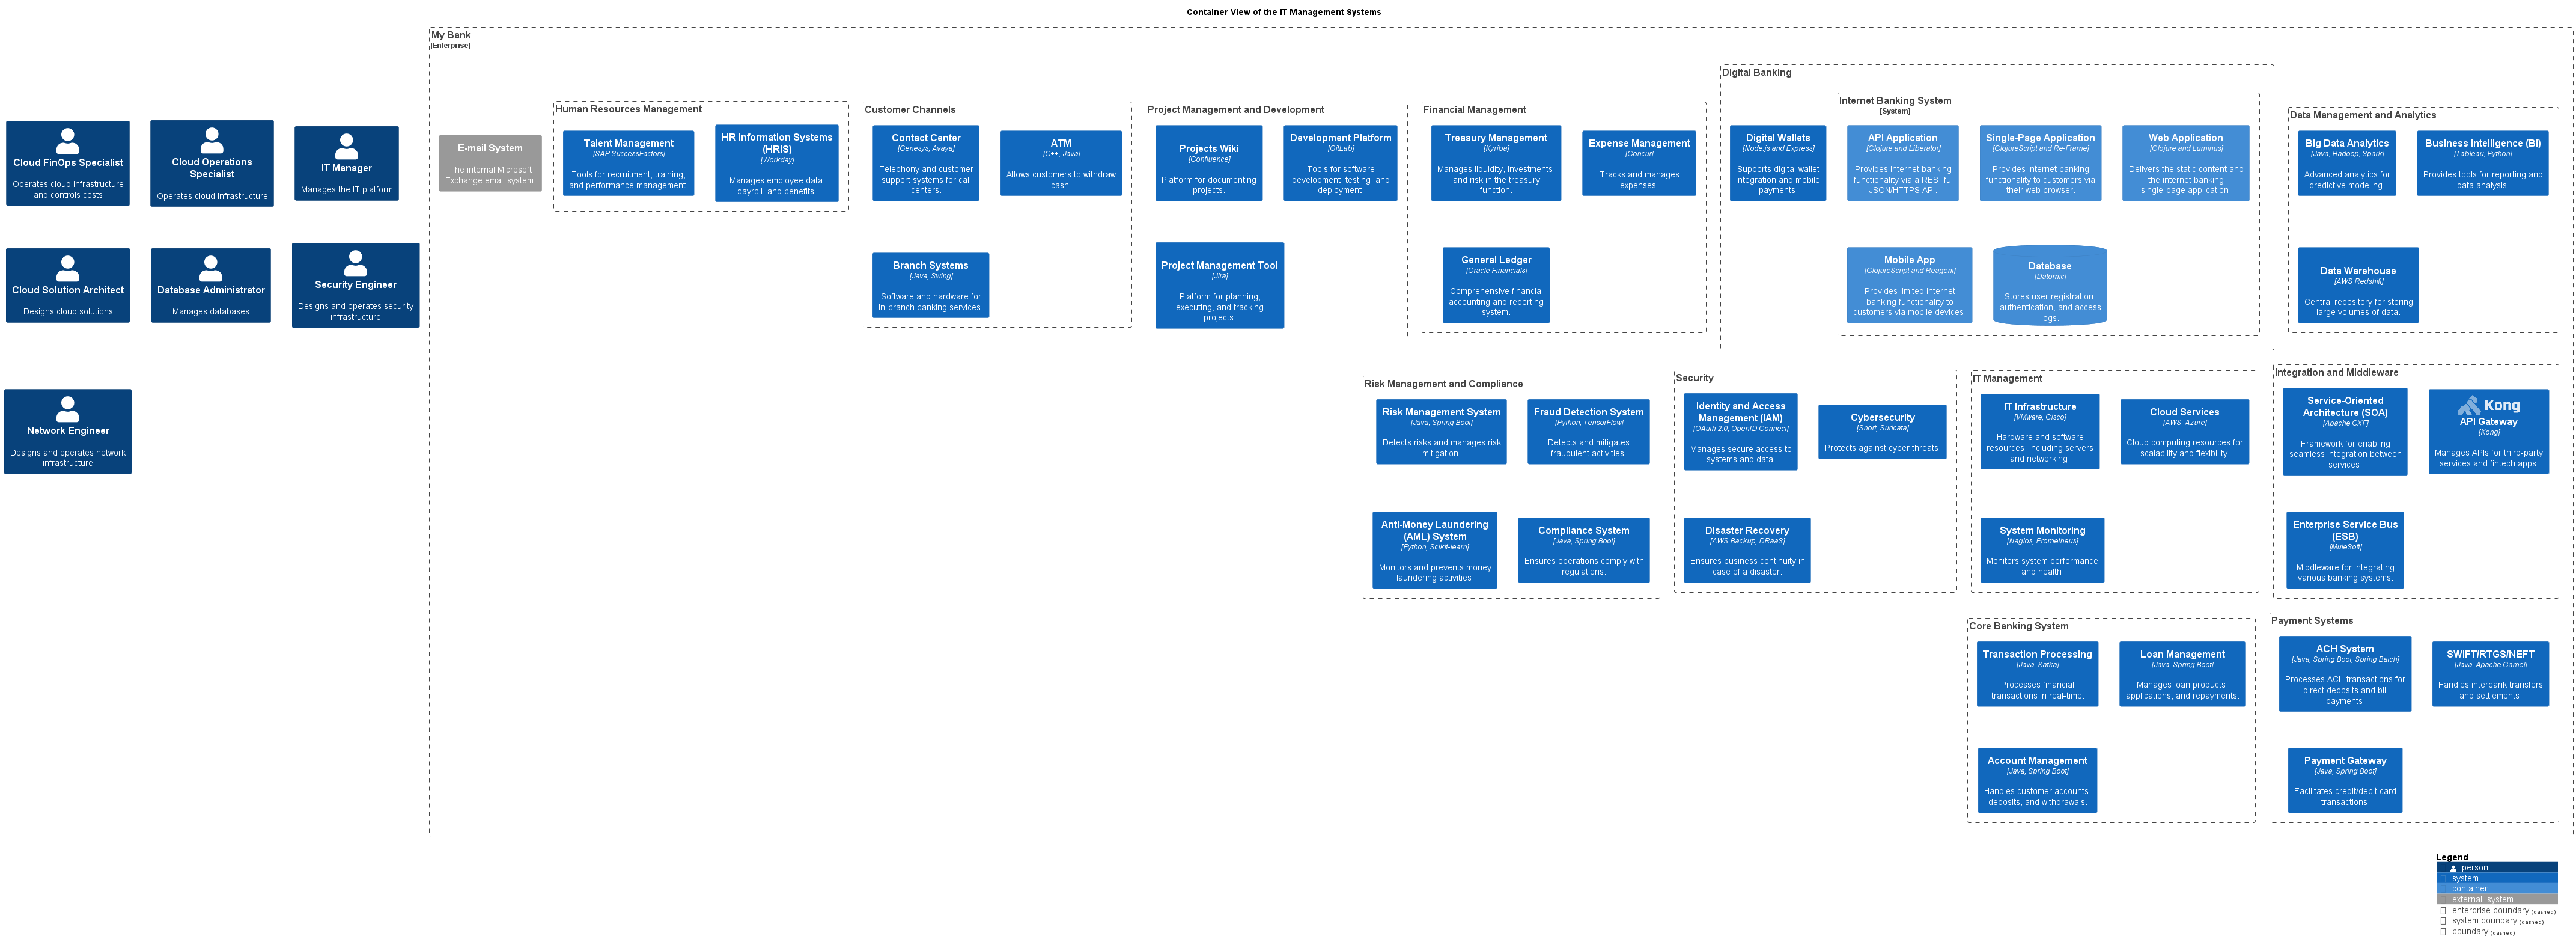 Container View of the IT Management Systems
My Bank
[Enterprise]
Cloud FinOps Specialist
Operates cloud infrastructure
and controls costs
Cloud Operations
Specialist
Operates cloud infrastructure
IT Manager
Manages the IT platform
Cloud Solution Architect
Designs cloud solutions
Database Administrator
Manages databases
Security Engineer
Designs and operates security
infrastructure
Network Engineer
Designs and operates network
infrastructure
E-mail System
The internal Microsoft
Exchange email system.
Human Resources Management
Talent Management
[SAP SuccessFactors]
Tools for recruitment, training,
and performance management.
HR Information Systems
(HRIS)
[Workday]
Manages employee data,
payroll, and benefits.
Customer Channels
Contact Center
[Genesys, Avaya]
Telephony and customer
support systems for call
centers.
ATM
[C++, Java]
Allows customers to withdraw
cash.
Branch Systems
[Java, Swing]
Software and hardware for
in-branch banking services.
Project Management and Development
Projects Wiki
[Confluence]
Platform for documenting
projects.
Development Platform
[GitLab]
Tools for software
development, testing, and
deployment.
Project Management Tool
[Jira]
Platform for planning,
executing, and tracking
projects.
Financial Management
Treasury Management
[Kyriba]
Manages liquidity, investments,
and risk in the treasury
function.
Expense Management
[Concur]
Tracks and manages
expenses.
General Ledger
[Oracle Financials]
Comprehensive financial
accounting and reporting
system.
Digital Banking
Digital Wallets
[Node.js and Express]
Supports digital wallet
integration and mobile
payments.
Internet Banking System
[System]
API Application
[Clojure and Liberator]
Provides internet banking
functionality via a RESTful
JSON/HTTPS API.
Single-Page Application
[ClojureScript and Re-Frame]
Provides internet banking
functionality to customers via
their web browser.
Web Application
[Clojure and Luminus]
Delivers the static content and
the internet banking
single-page application.
Mobile App
[ClojureScript and Reagent]
Provides limited internet
banking functionality to
customers via mobile devices.
Database
[Datomic]
Stores user registration,
authentication, and access
logs.
Data Management and Analytics
Big Data Analytics
[Java, Hadoop, Spark]
Advanced analytics for
predictive modeling.
Business Intelligence (BI)
[Tableau, Python]
Provides tools for reporting and
data analysis.
Data Warehouse
[AWS Redshift]
Central repository for storing
large volumes of data.
Risk Management and Compliance
Risk Management System
[Java, Spring Boot]
Detects risks and manages risk
mitigation.
Fraud Detection System
[Python, TensorFlow]
Detects and mitigates
fraudulent activities.
Anti-Money Laundering
(AML) System
[Python, Scikit-learn]
Monitors and prevents money
laundering activities.
Compliance System
[Java, Spring Boot]
Ensures operations comply with
regulations.
Security
Identity and Access
Management (IAM)
[OAuth 2.0, OpenID Connect]
Manages secure access to
systems and data.
Cybersecurity
[Snort, Suricata]
Protects against cyber threats.
Disaster Recovery
[AWS Backup, DRaaS]
Ensures business continuity in
case of a disaster.
IT Management
IT Infrastructure
[VMware, Cisco]
Hardware and software
resources, including servers
and networking.
Cloud Services
[AWS, Azure]
Cloud computing resources for
scalability and flexibility.
System Monitoring
[Nagios, Prometheus]
Monitors system performance
and health.
Integration and Middleware
Service-Oriented
Architecture (SOA)
[Apache CXF]
Framework for enabling
seamless integration between
services.
Kong
API Gateway
[Kong]
Manages APIs for third-party
services and fintech apps.
Enterprise Service Bus
(ESB)
[MuleSoft]
Middleware for integrating
various banking systems.
Core Banking System
Transaction Processing
[Java, Kafka]
Processes financial
transactions in real-time.
Loan Management
[Java, Spring Boot]
Manages loan products,
applications, and repayments.
Account Management
[Java, Spring Boot]
Handles customer accounts,
deposits, and withdrawals.
Payment Systems
ACH System
[Java, Spring Boot, Spring Batch]
Processes ACH transactions for
direct deposits and bill
payments.
SWIFT/RTGS/NEFT
[Java, Apache Camel]
Handles interbank transfers
and settlements.
Payment Gateway
[Java, Spring Boot]
Facilitates credit/debit card
transactions.
Legend
person
system
container
external_system
enterprise boundary (dashed)
system boundary (dashed)
boundary (dashed)